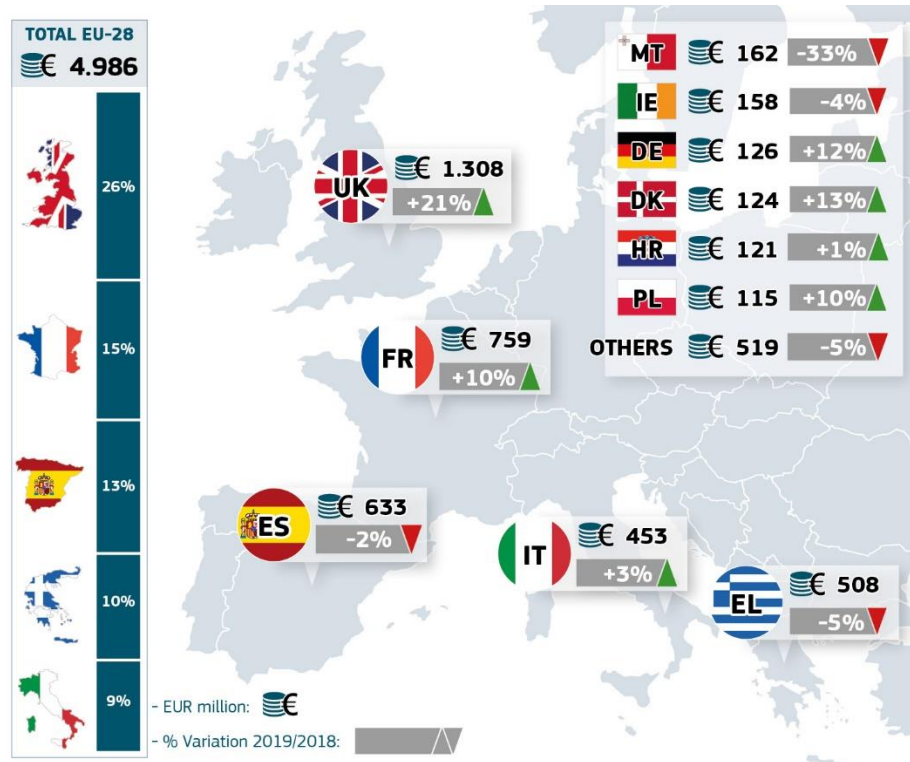 TOTAL EU-28
€ 4.986
26%
15%
13%
10%
9%
UK
€ 1.308
+21%
FR
€ 759
+10%
ES
€ 633
-2%
IT
€ 453
+3%
EL
€ 508
-5%
MT € 162 -33%
IE € 158 -4%
DE € 126 +12%
DK € 124 +13%
HR € 121 +1%
PL € 115 +10%
OTHERS € 519 -5%
- EUR million: €
- % Variation 2019/2018: